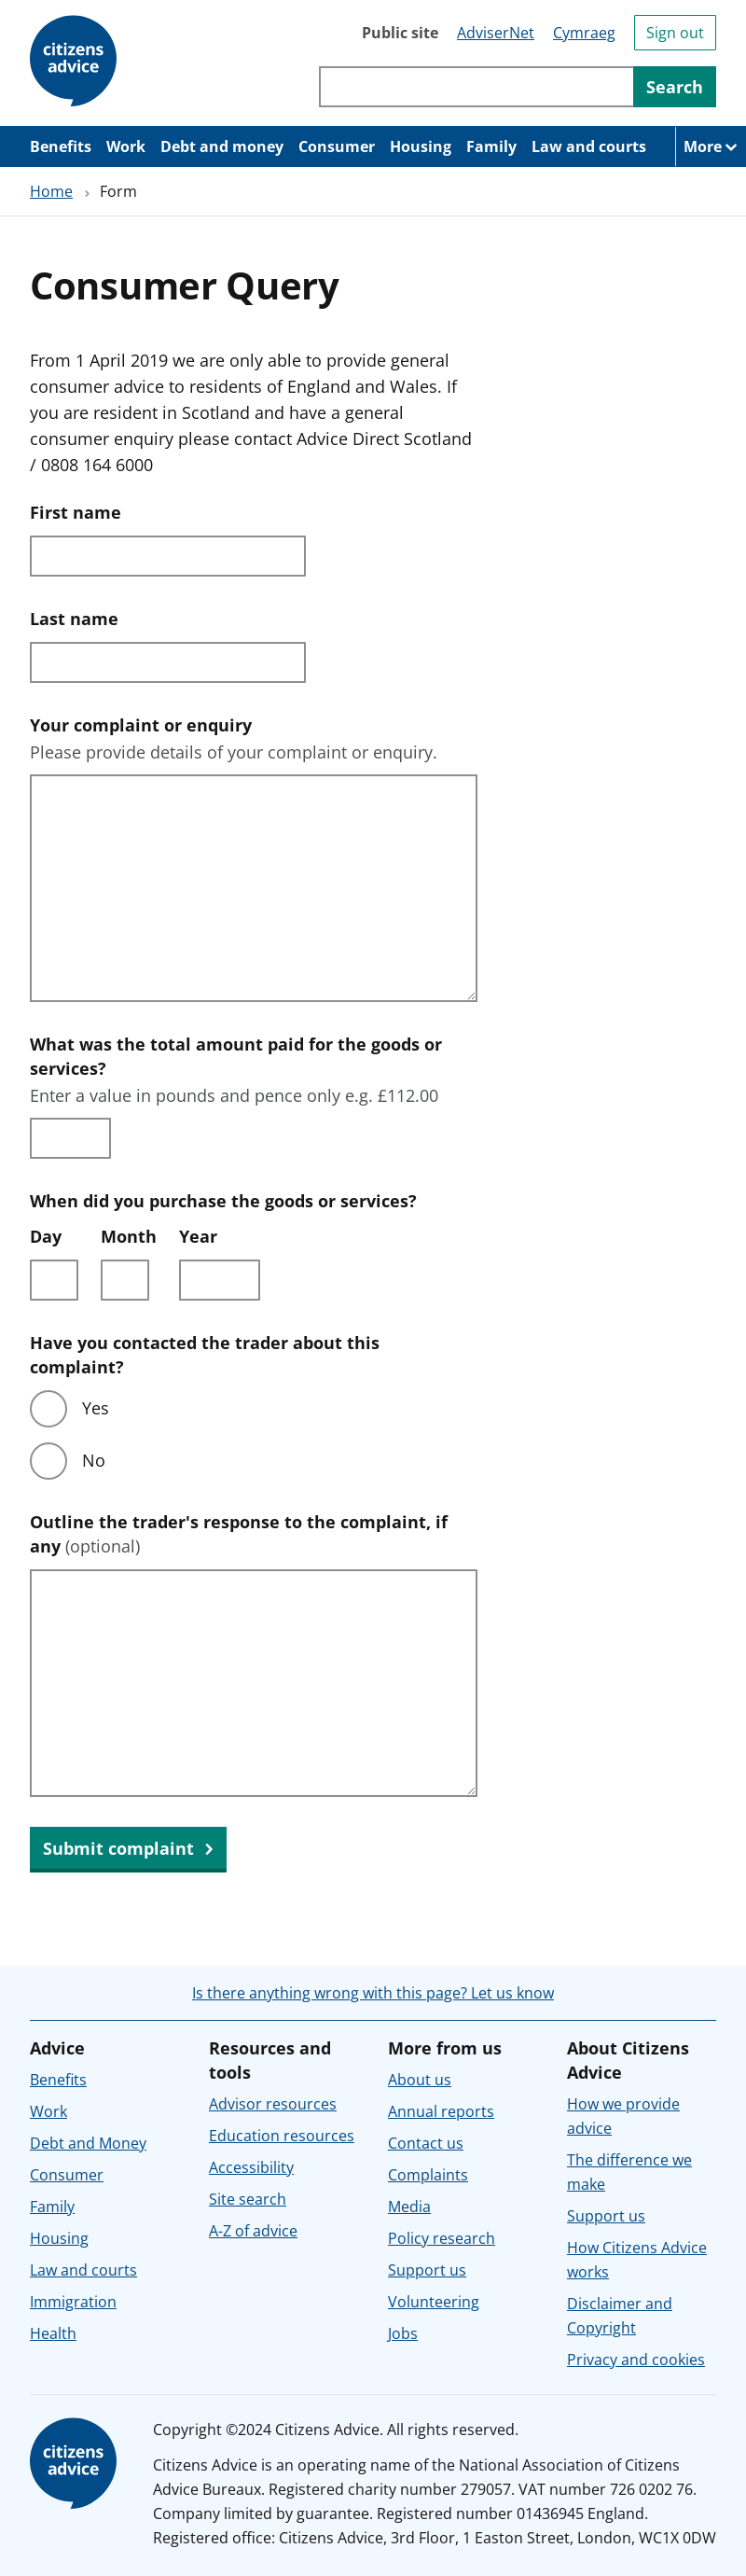 citizens
advice
Public site AdviserNet Cymraeg Sign out
Search
Benefits Work Debt and money Consumer Housing Family Law and courts More
Home › Form
Consumer Query
From 1 April 2019 we are only able to provide general
consumer advice to residents of England and Wales. If
you are resident in Scotland and have a general
consumer enquiry please contact Advice Direct Scotland
/ 0808 164 6000
First name
Last name
Your complaint or enquiry
Please provide details of your complaint or enquiry.
What was the total amount paid for the goods or
services?
Enter a value in pounds and pence only e.g. £112.00
When did you purchase the goods or services?
Day Month Year
Have you contacted the trader about this
complaint?
Yes
No
Outline the trader's response to the complaint, if
any (optional)
Submit complaint
Is there anything wrong with this page? Let us know
Advice
Benefits
Work
Debt and Money
Consumer
Family
Housing
Law and courts
Immigration
Health
Resources and
tools
Advisor resources
Education resources
Accessibility
Site search
A-Z of advice
More from us
About us
Annual reports
Contact us
Complaints
Media
Policy research
Support us
Volunteering
Jobs
About Citizens
Advice
How we provide
advice
The difference we
make
Support us
How Citizens Advice
works
Disclaimer and
Copyright
Privacy and cookies
citizens
advice
Copyright ©2024 Citizens Advice. All rights reserved.
Citizens Advice is an operating name of the National Association of Citizens
Advice Bureaux. Registered charity number 279057. VAT number 726 0202 76.
Company limited by guarantee. Registered number 01436945 England.
Registered office: Citizens Advice, 3rd Floor, 1 Easton Street, London, WC1X 0DW